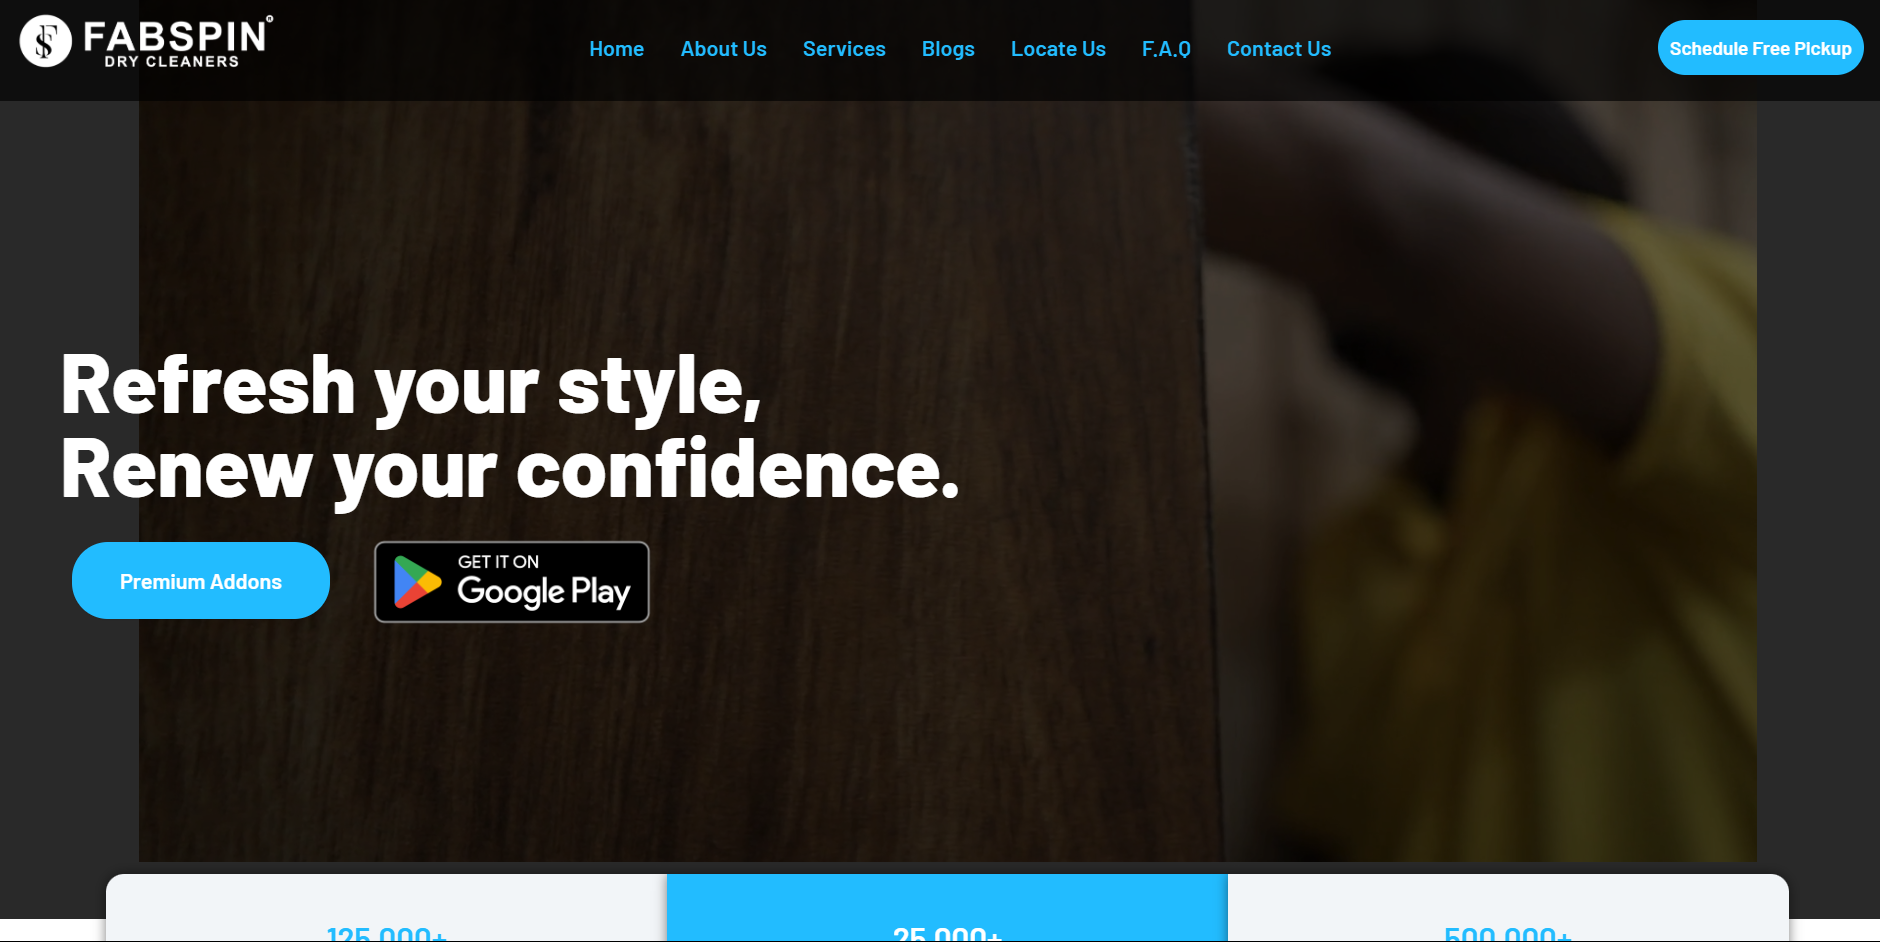 FABSPIN®
DRY CLEANERS
Home About Us Services Blogs Locate Us F.A.Q Contact Us
Schedule Free PIckup
Refresh your style,
Renew your confidence.
Premium Addons
GET IT ON
Google Play
125,000+ 25,000+ 500,000+